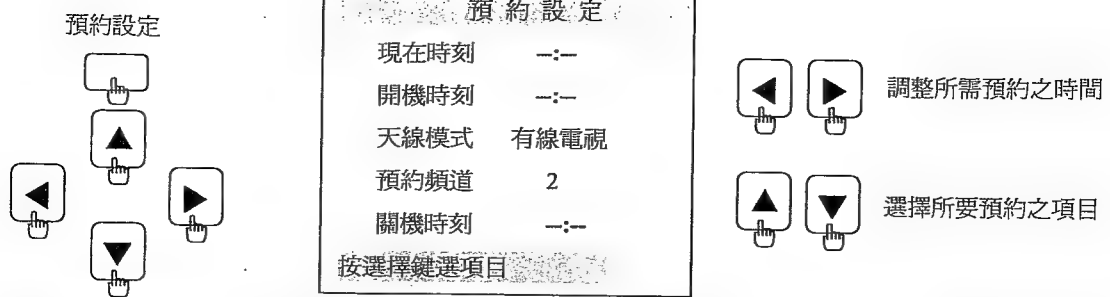 預約設定
預約設定
現在時刻 --:--
開機時刻 --:--
天線模式 有線電視
預約頻道 2
關機時刻 --:--
按選擇鍵選項目
調整所需預約之時間
選擇所要預約之項目